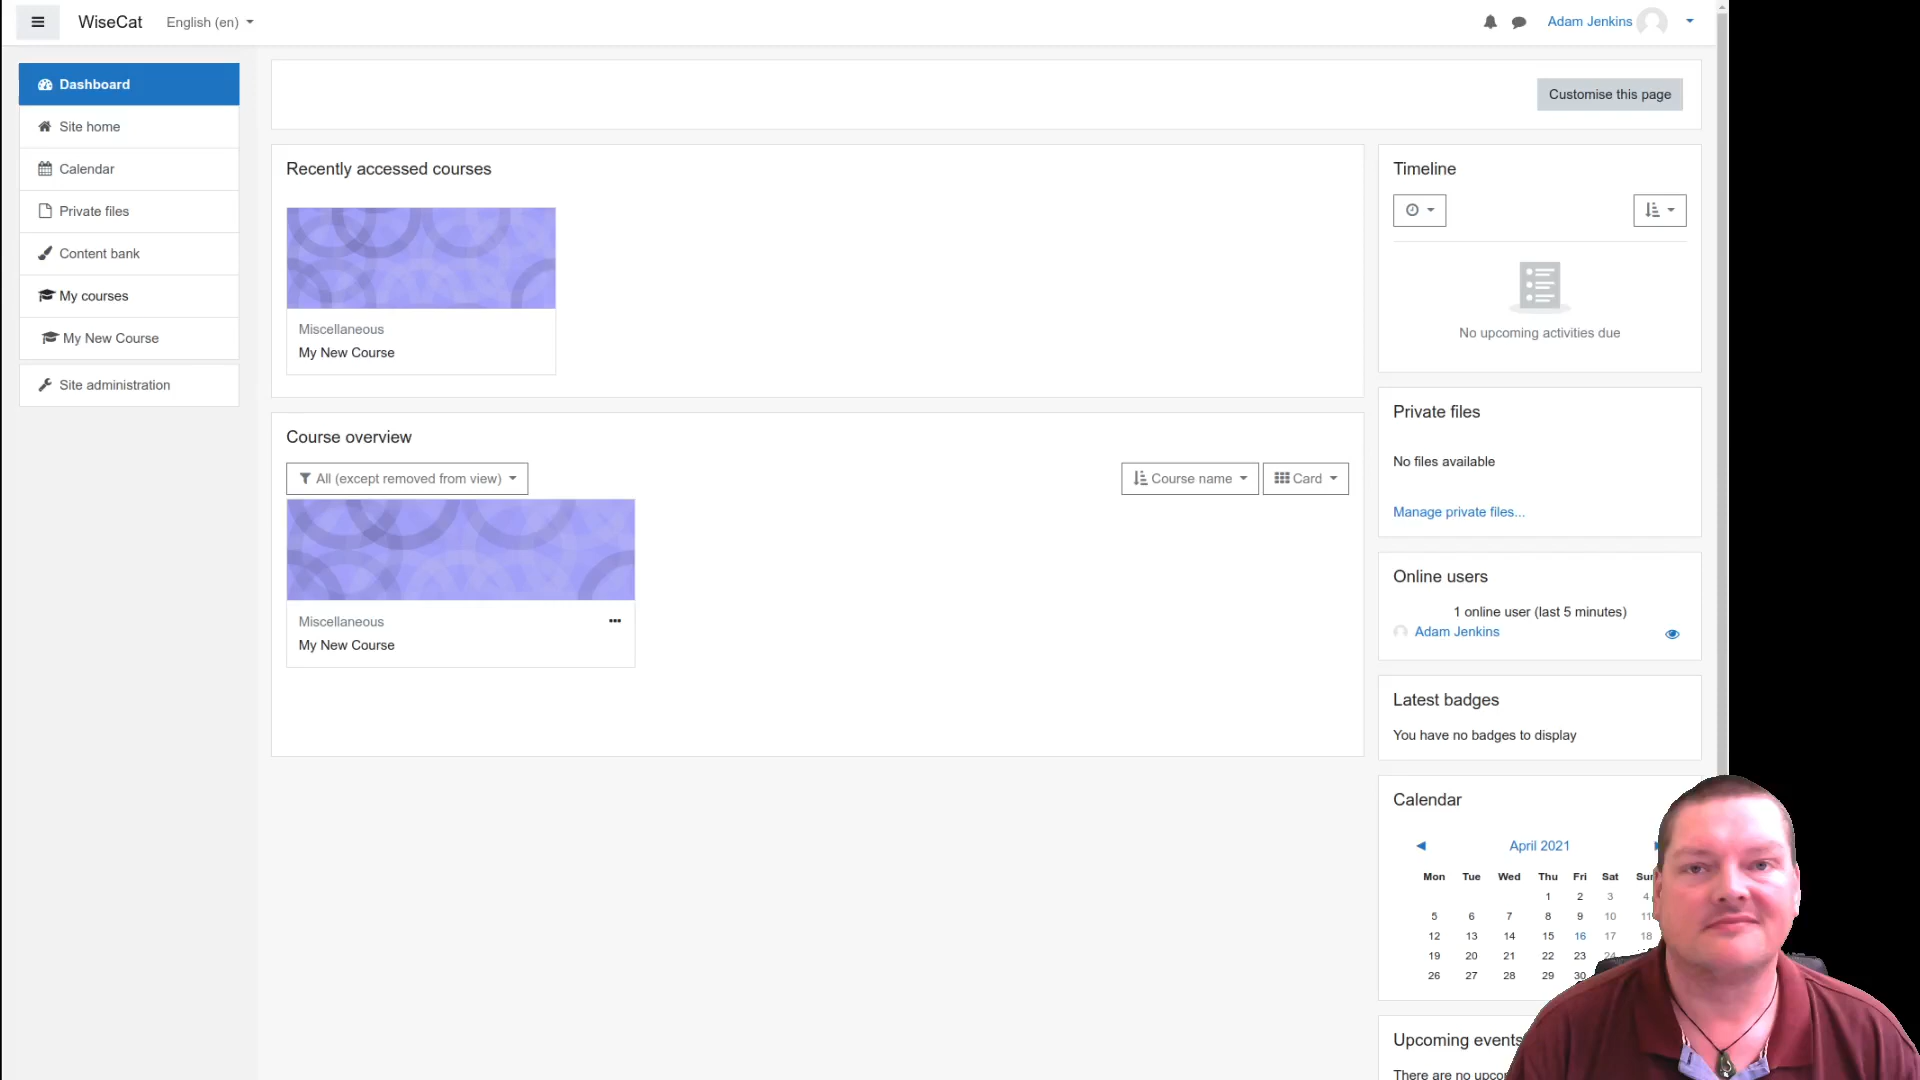 WiseCat English (en) Adam Jenkins
Dashboard
Site home
Calendar
Private files
Content bank
My courses
My New Course
Site administration
Customise this page
Recently accessed courses
Miscellaneous
My New Course
Course overview
All (except removed from view) Course name Card
Miscellaneous
My New Course
Timeline
No upcoming activities due
Private files
No files available
Manage private files...
Online users
1 online user (last 5 minutes)
Adam Jenkins
Latest badges
You have no badges to display
Calendar
April 2021
Mon Tue Wed Thu Fri Sat Sun
1 2 3 4
5 6 7 8 9 10 11
12 13 14 15 16 17 18
19 20 21 22 23 24
26 27 28 29 30
Upcoming events
There are no